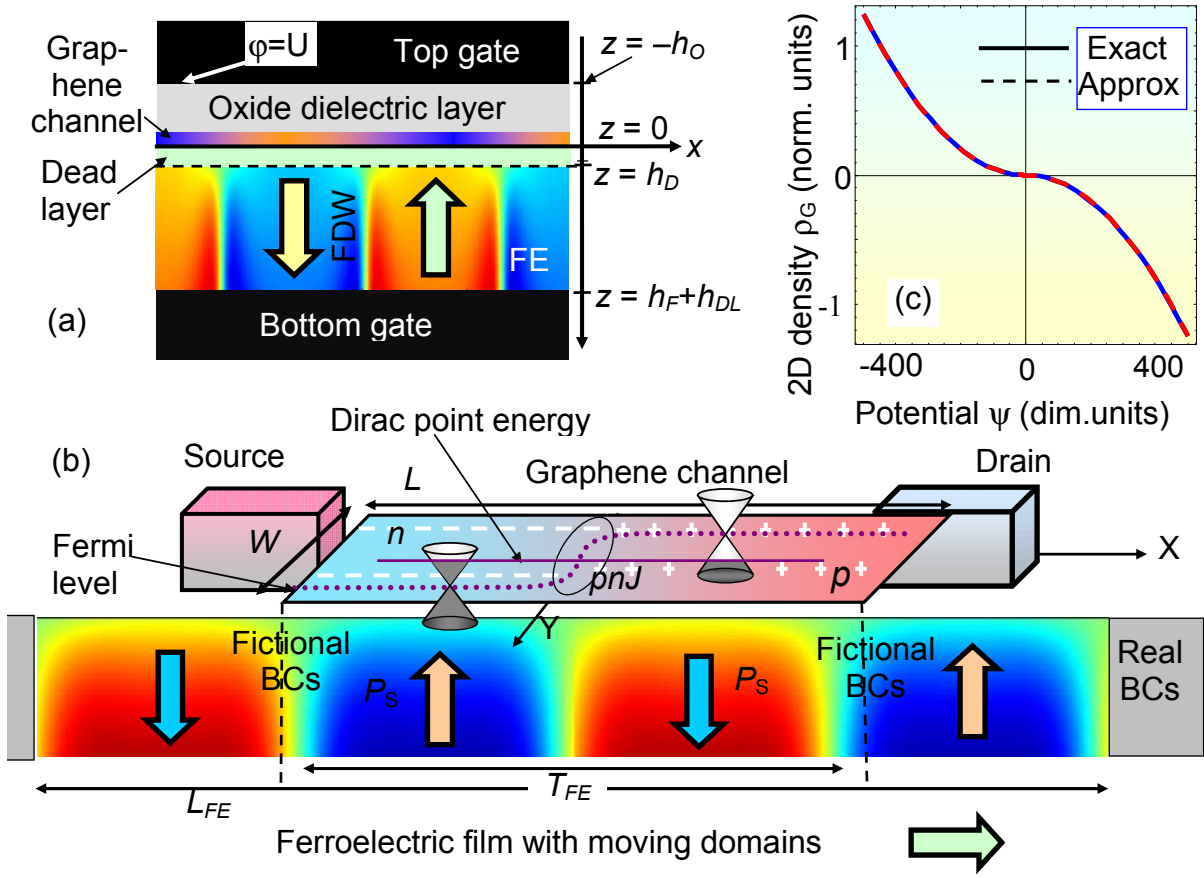 Gra-
phene
channel
Dead
layer
φ=U
Top gate
Oxide dielectric layer
z = –hO
z = 0
x
z = hD
FDW
FE
z = hF+hDL
Bottom gate
(a)
(c)
Exact
Approx
2D density ρG (norm. units)
1
0
-1
-400
0
400
Potential ψ (dim.units)
(b)
Dirac point energy
Source
L
Graphene channel
Drain
W
n
Fermi
level
pnJ
p
X
Y
Fictional
BCs
PS
PS
Fictional
BCs
Real
BCs
LFE
TFE
Ferroelectric film with moving domains